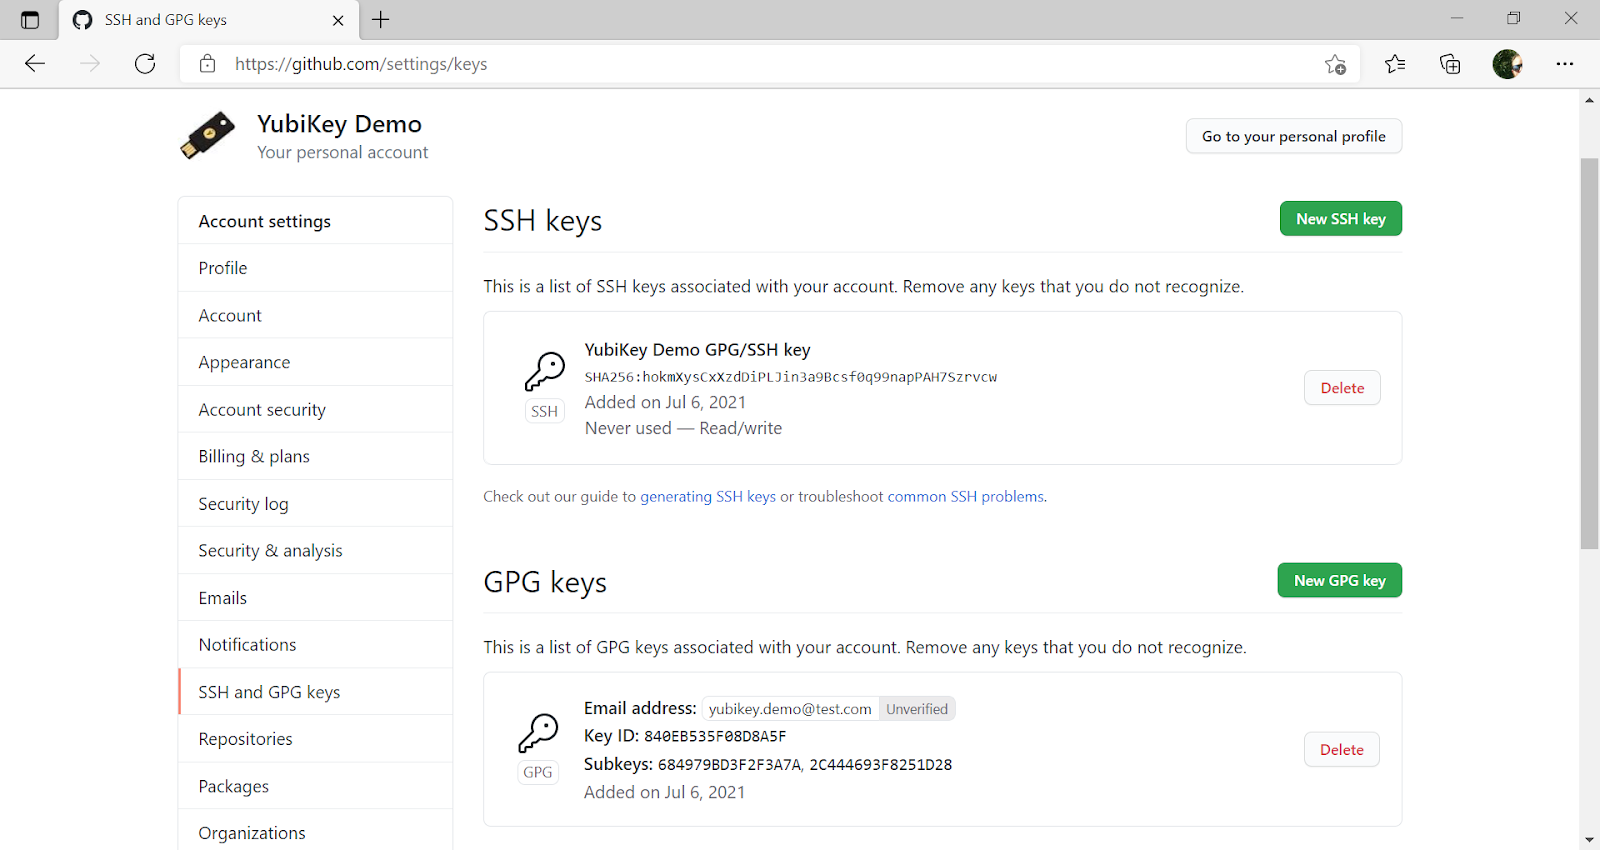 SSH and GPG keys
https://github.com/settings/keys
YubiKey Demo
Your personal account
Go to your personal profile
Account settings
Profile
Account
Appearance
Account security
Billing & plans
Security log
Security & analysis
Emails
Notifications
SSH and GPG keys
Repositories
Packages
Organizations
SSH keys
New SSH key
This is a list of SSH keys associated with your account. Remove any keys that you do not recognize.
YubiKey Demo GPG/SSH key
SHA256:hokmXysCxXzdDiPLJin3a9Bcsf0q99napPAH7Szrvcw
Added on Jul 6, 2021
Never used — Read/write
SSH
Delete
Check out our guide to generating SSH keys or troubleshoot common SSH problems.
GPG keys
New GPG key
This is a list of GPG keys associated with your account. Remove any keys that you do not recognize.
Email address: yubikey.demo@test.com Unverified
Key ID: 840EB535F08D8A5F
Subkeys: 684979BD3F2F3A7A, 2C444693F8251D28
Added on Jul 6, 2021
GPG
Delete